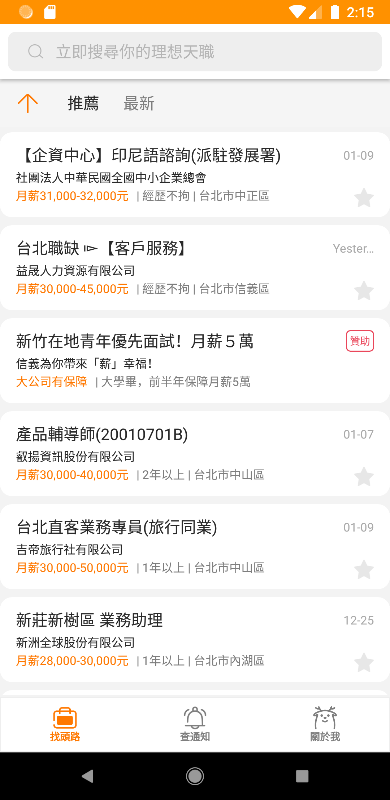 2:15
立即搜尋你的理想天職
推薦 最新
【企資中心】印尼語諮詢(派駐發展署) 01-09
社團法人中華民國全國中小企業總會
月薪31,000-32,000元 | 經歷不拘 | 台北市中正區
台北職缺 ⌲【客戶服務】 Yester…
益晟人力資源有限公司
月薪30,000-45,000元 | 經歷不拘 | 台北市信義區
新竹在地青年優先面試！月薪５萬 贊助
信義為你帶來「薪」幸福！
大公司有保障 | 大學畢，前半年保障月薪5萬
產品輔導師(20010701B) 01-07
叡揚資訊股份有限公司
月薪30,000-40,000元 | 2年以上 | 台北市中山區
台北直客業務專員(旅行同業) 01-09
吉帝旅行社有限公司
月薪30,000-50,000元 | 1年以上 | 台北市中山區
新莊新樹區 業務助理 12-25
新洲全球股份有限公司
月薪28,000-30,000元 | 1年以上 | 台北市內湖區
找頭路 查通知 關於我